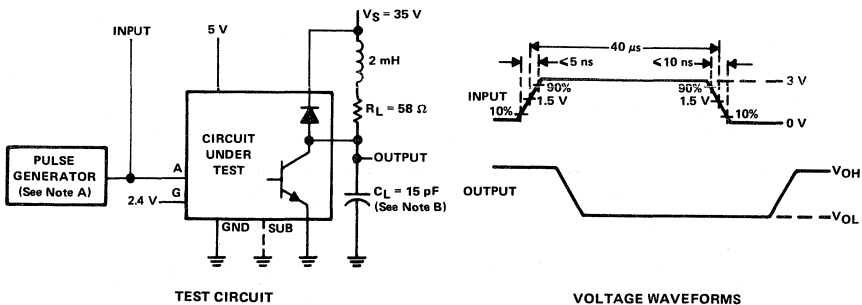 INPUT
5 V
VS = 35 V
2 mH
RL = 58 Ω
CIRCUIT
UNDER
TEST
OUTPUT
PULSE
GENERATOR
(See Note A)
A
G
2.4 V
CL = 15 pF
(See Note B)
GND
SUB
TEST CIRCUIT
40 μs
≤5 ns
≤10 ns
INPUT
10%
90%
1.5 V
90%
1.5 V
10%
3 V
0 V
OUTPUT
VOH
VOL
VOLTAGE WAVEFORMS